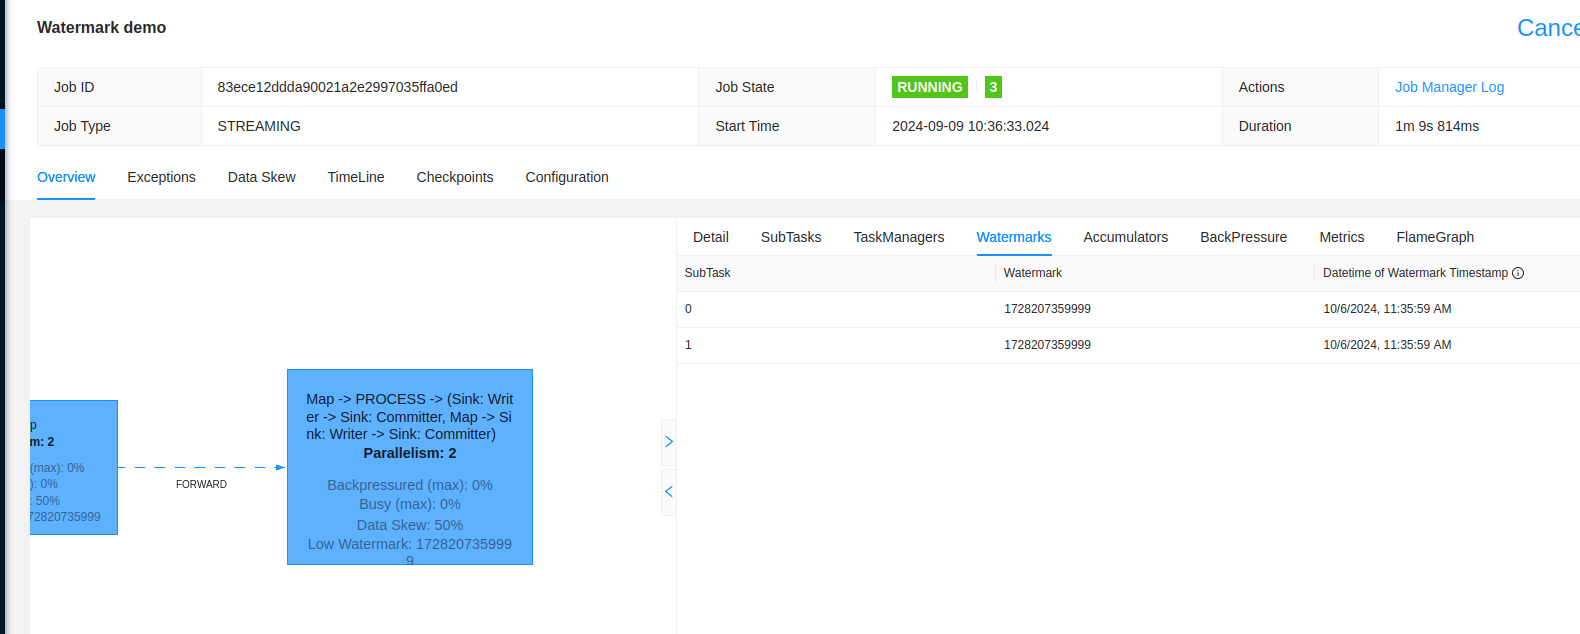 Watermark demo
Cance
Job ID 83ece12ddda90021a2e2997035ffa0ed Job State RUNNING 3 Actions Job Manager Log
Job Type STREAMING Start Time 2024-09-09 10:36:33.024 Duration 1m 9s 814ms
Overview Exceptions Data Skew TimeLine Checkpoints Configuration
Detail SubTasks TaskManagers Watermarks Accumulators BackPressure Metrics FlameGraph
SubTask Watermark Datetime of Watermark Timestamp
0 1728207359999 10/6/2024, 11:35:59 AM
1 1728207359999 10/6/2024, 11:35:59 AM
p
m: 2
(max): 0%
): 0%
: 50%
72820735999
FORWARD
Map -> PROCESS -> (Sink: Writ
er -> Sink: Committer, Map -> Si
nk: Writer -> Sink: Committer)
Parallelism: 2
Backpressured (max): 0%
Busy (max): 0%
Data Skew: 50%
Low Watermark: 172820735999
9